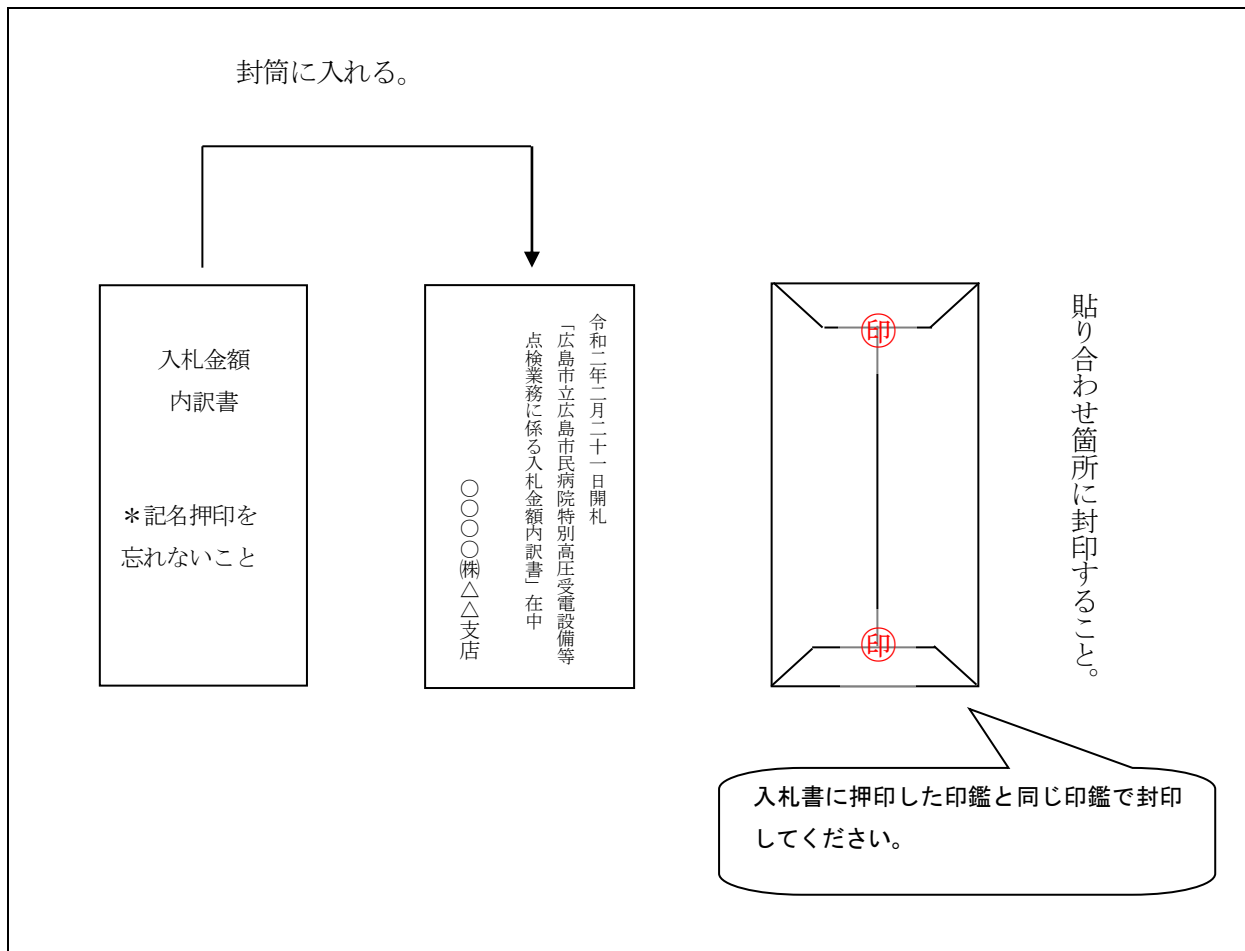 封筒に入れる。
入札金額
内訳書
＊記名押印を
忘れないこと
令和二年二月二十一日開札
「広島市立広島市民病院特別高圧受電設備等
点検業務に係る入札金額内訳書」在中
〇〇〇〇㈱△△支店
印
印
貼り合わせ箇所に封印すること。
入札書に押印した印鑑と同じ印鑑で封印
してください。